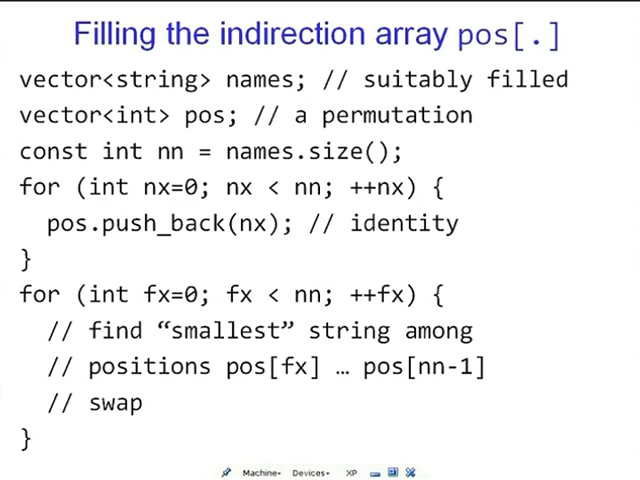 Filling the indirection array pos[.]
vector<string> names; // suitably filled
vector<int> pos; // a permutation
const int nn = names.size();
for (int nx=0; nx < nn; ++nx) {
pos.push_back(nx); // identity
}
for (int fx=0; fx < nn; ++fx) {
// find “smallest” string among
// positions pos[fx] … pos[nn-1]
// swap
}
Machine Devices XP